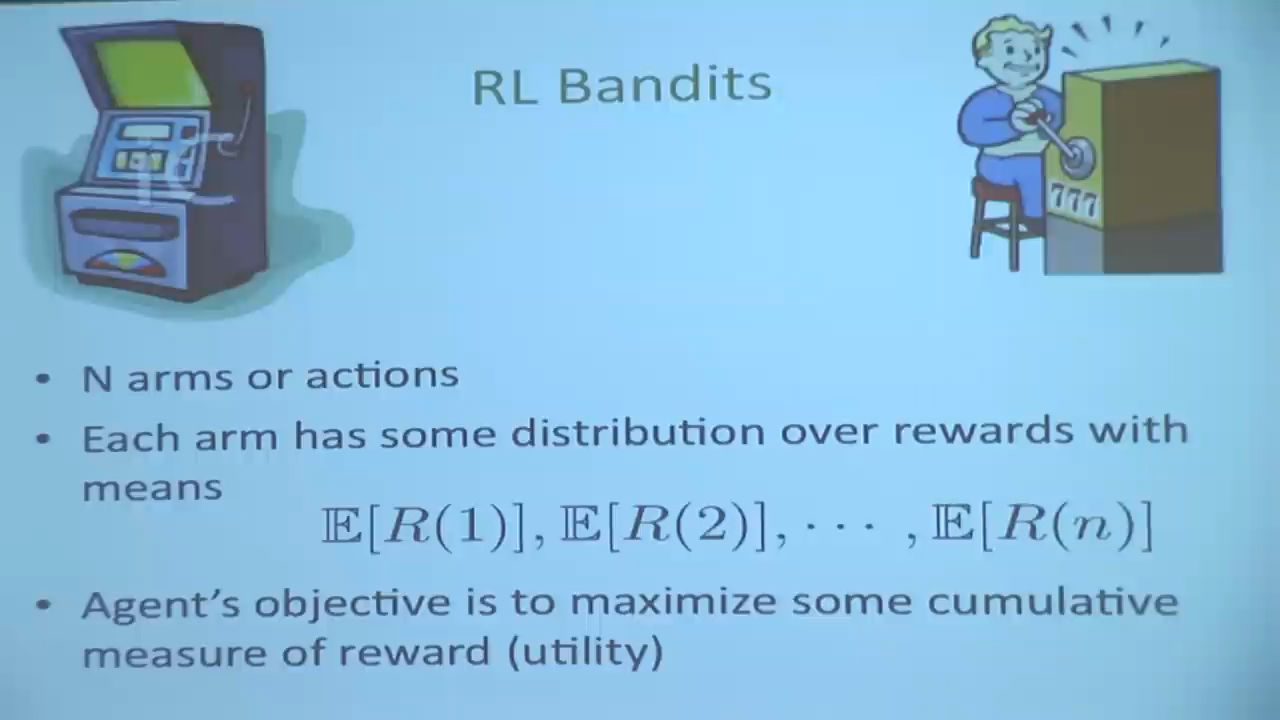 RL Bandits
777
• N arms or actions
• Each arm has some distribution over rewards with
means
𝔼[R(1)], 𝔼[R(2)], ··· , 𝔼[R(n)]
• Agent’s objective is to maximize some cumulative
measure of reward (utility)